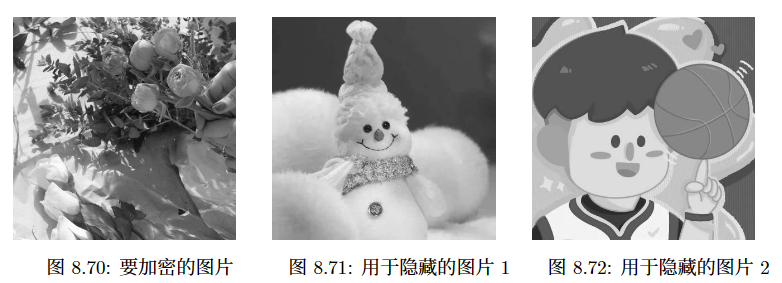 图 8.70: 要加密的图片
图 8.71: 用于隐藏的图片 1
图 8.72: 用于隐藏的图片 2